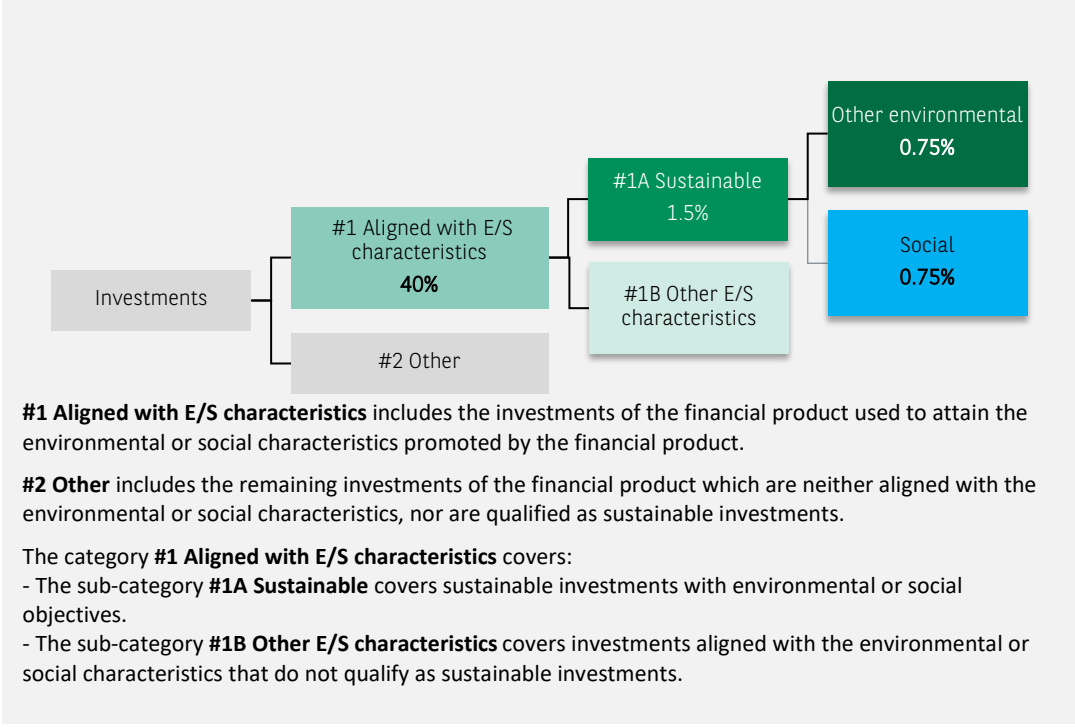 Other environmental
0.75%
#1A Sustainable
1.5%
#1 Aligned with E/S
characteristics
40%
Social
0.75%
Investments
#1B Other E/S
characteristics
#2 Other
#1 Aligned with E/S characteristics includes the investments of the financial product used to attain the
environmental or social characteristics promoted by the financial product.
#2 Other includes the remaining investments of the financial product which are neither aligned with the
environmental or social characteristics, nor are qualified as sustainable investments.
The category #1 Aligned with E/S characteristics covers:
- The sub-category #1A Sustainable covers sustainable investments with environmental or social
objectives.
- The sub-category #1B Other E/S characteristics covers investments aligned with the environmental or
social characteristics that do not qualify as sustainable investments.